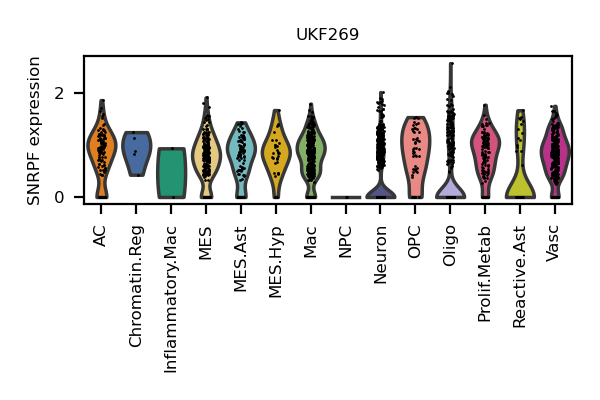 UKF269
SNRPF expression
2
0
AC
Chromatin.Reg
Inflammatory.Mac
MES
MES.Ast
MES.Hyp
Mac
NPC
Neuron
OPC
Oligo
Prolif.Metab
Reactive.Ast
Vasc